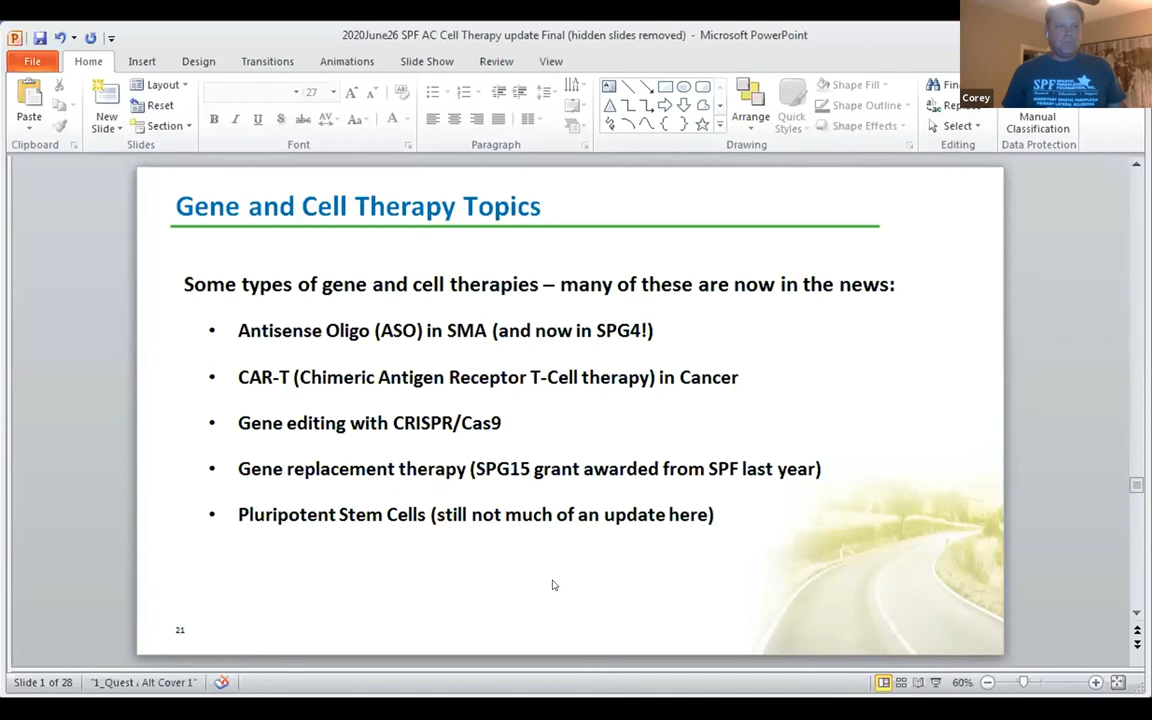 2020June26 SPF AC Cell Therapy update Final (hidden slides removed) - Microsoft PowerPoint
File Home Insert Design Transitions Animations Slide Show Review View
Paste
Clipboard
New
Slide
Layout
Reset
Section
Slides
27
Font
Paragraph
Arrange
Quick
Styles
Shape Fill
Shape Outline
Shape Effects
Drawing
Select
Editing
Manual
Classification
Data Protection
Corey
SPF
Gene and Cell Therapy Topics
Some types of gene and cell therapies – many of these are now in the news:
• Antisense Oligo (ASO) in SMA (and now in SPG4!)
• CAR-T (Chimeric Antigen Receptor T-Cell therapy) in Cancer
• Gene editing with CRISPR/Cas9
• Gene replacement therapy (SPG15 grant awarded from SPF last year)
• Pluripotent Stem Cells (still not much of an update here)
21
Slide 1 of 28
"1_Quest Alt Cover 1"
60%